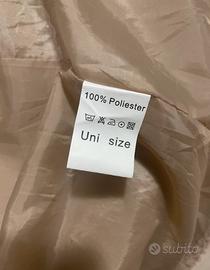 100% Poliester
Uni size
subito